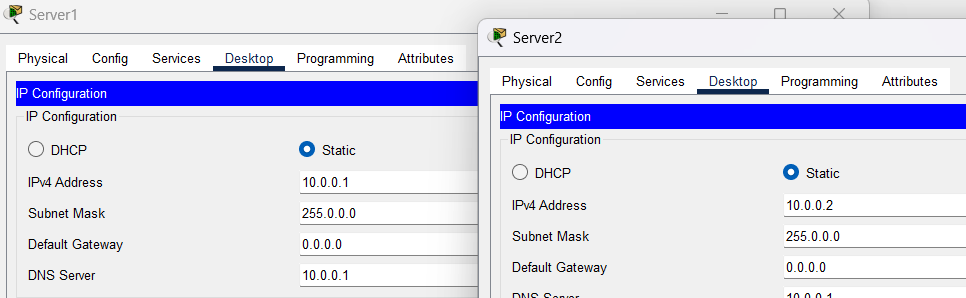 Server1
Physical Config Services Desktop Programming Attributes
IP Configuration
IP Configuration
DHCP Static
IPv4 Address 10.0.0.1
Subnet Mask 255.0.0.0
Default Gateway 0.0.0.0
DNS Server 10.0.0.1
Server2
Physical Config Services Desktop Programming Attributes
IP Configuration
IP Configuration
DHCP Static
IPv4 Address 10.0.0.2
Subnet Mask 255.0.0.0
Default Gateway 0.0.0.0
DNS Server 10.0.0.1